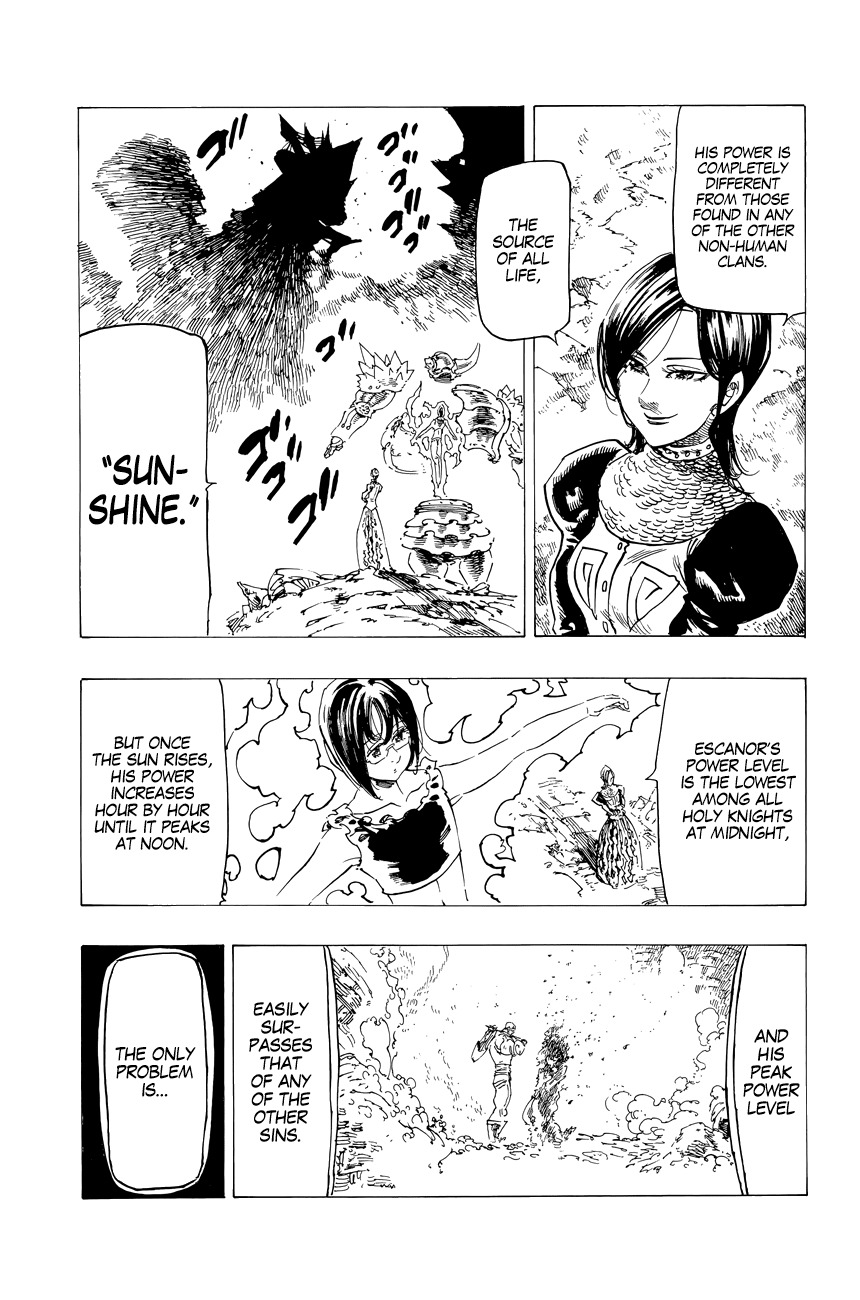 HIS POWER IS
COMPLETELY
DIFFERENT
FROM THOSE
FOUND IN ANY
OF THE OTHER
NON-HUMAN
CLANS.
THE
SOURCE
OF ALL
LIFE,
ゴゴゴ
ゴゴゴ
"SUN-
SHINE."
ESCANOR'S
POWER LEVEL
IS THE LOWEST
AMONG ALL
HOLY KNIGHTS
AT MIDNIGHT,
BUT ONCE
THE SUN RISES,
HIS POWER
INCREASES
HOUR BY HOUR
UNTIL IT PEAKS
AT NOON.
AND
HIS
PEAK
POWER
LEVEL
EASILY
SUR-
PASSES
THAT
OF ANY
OF THE
OTHER
SINS.
THE ONLY
PROBLEM
IS...